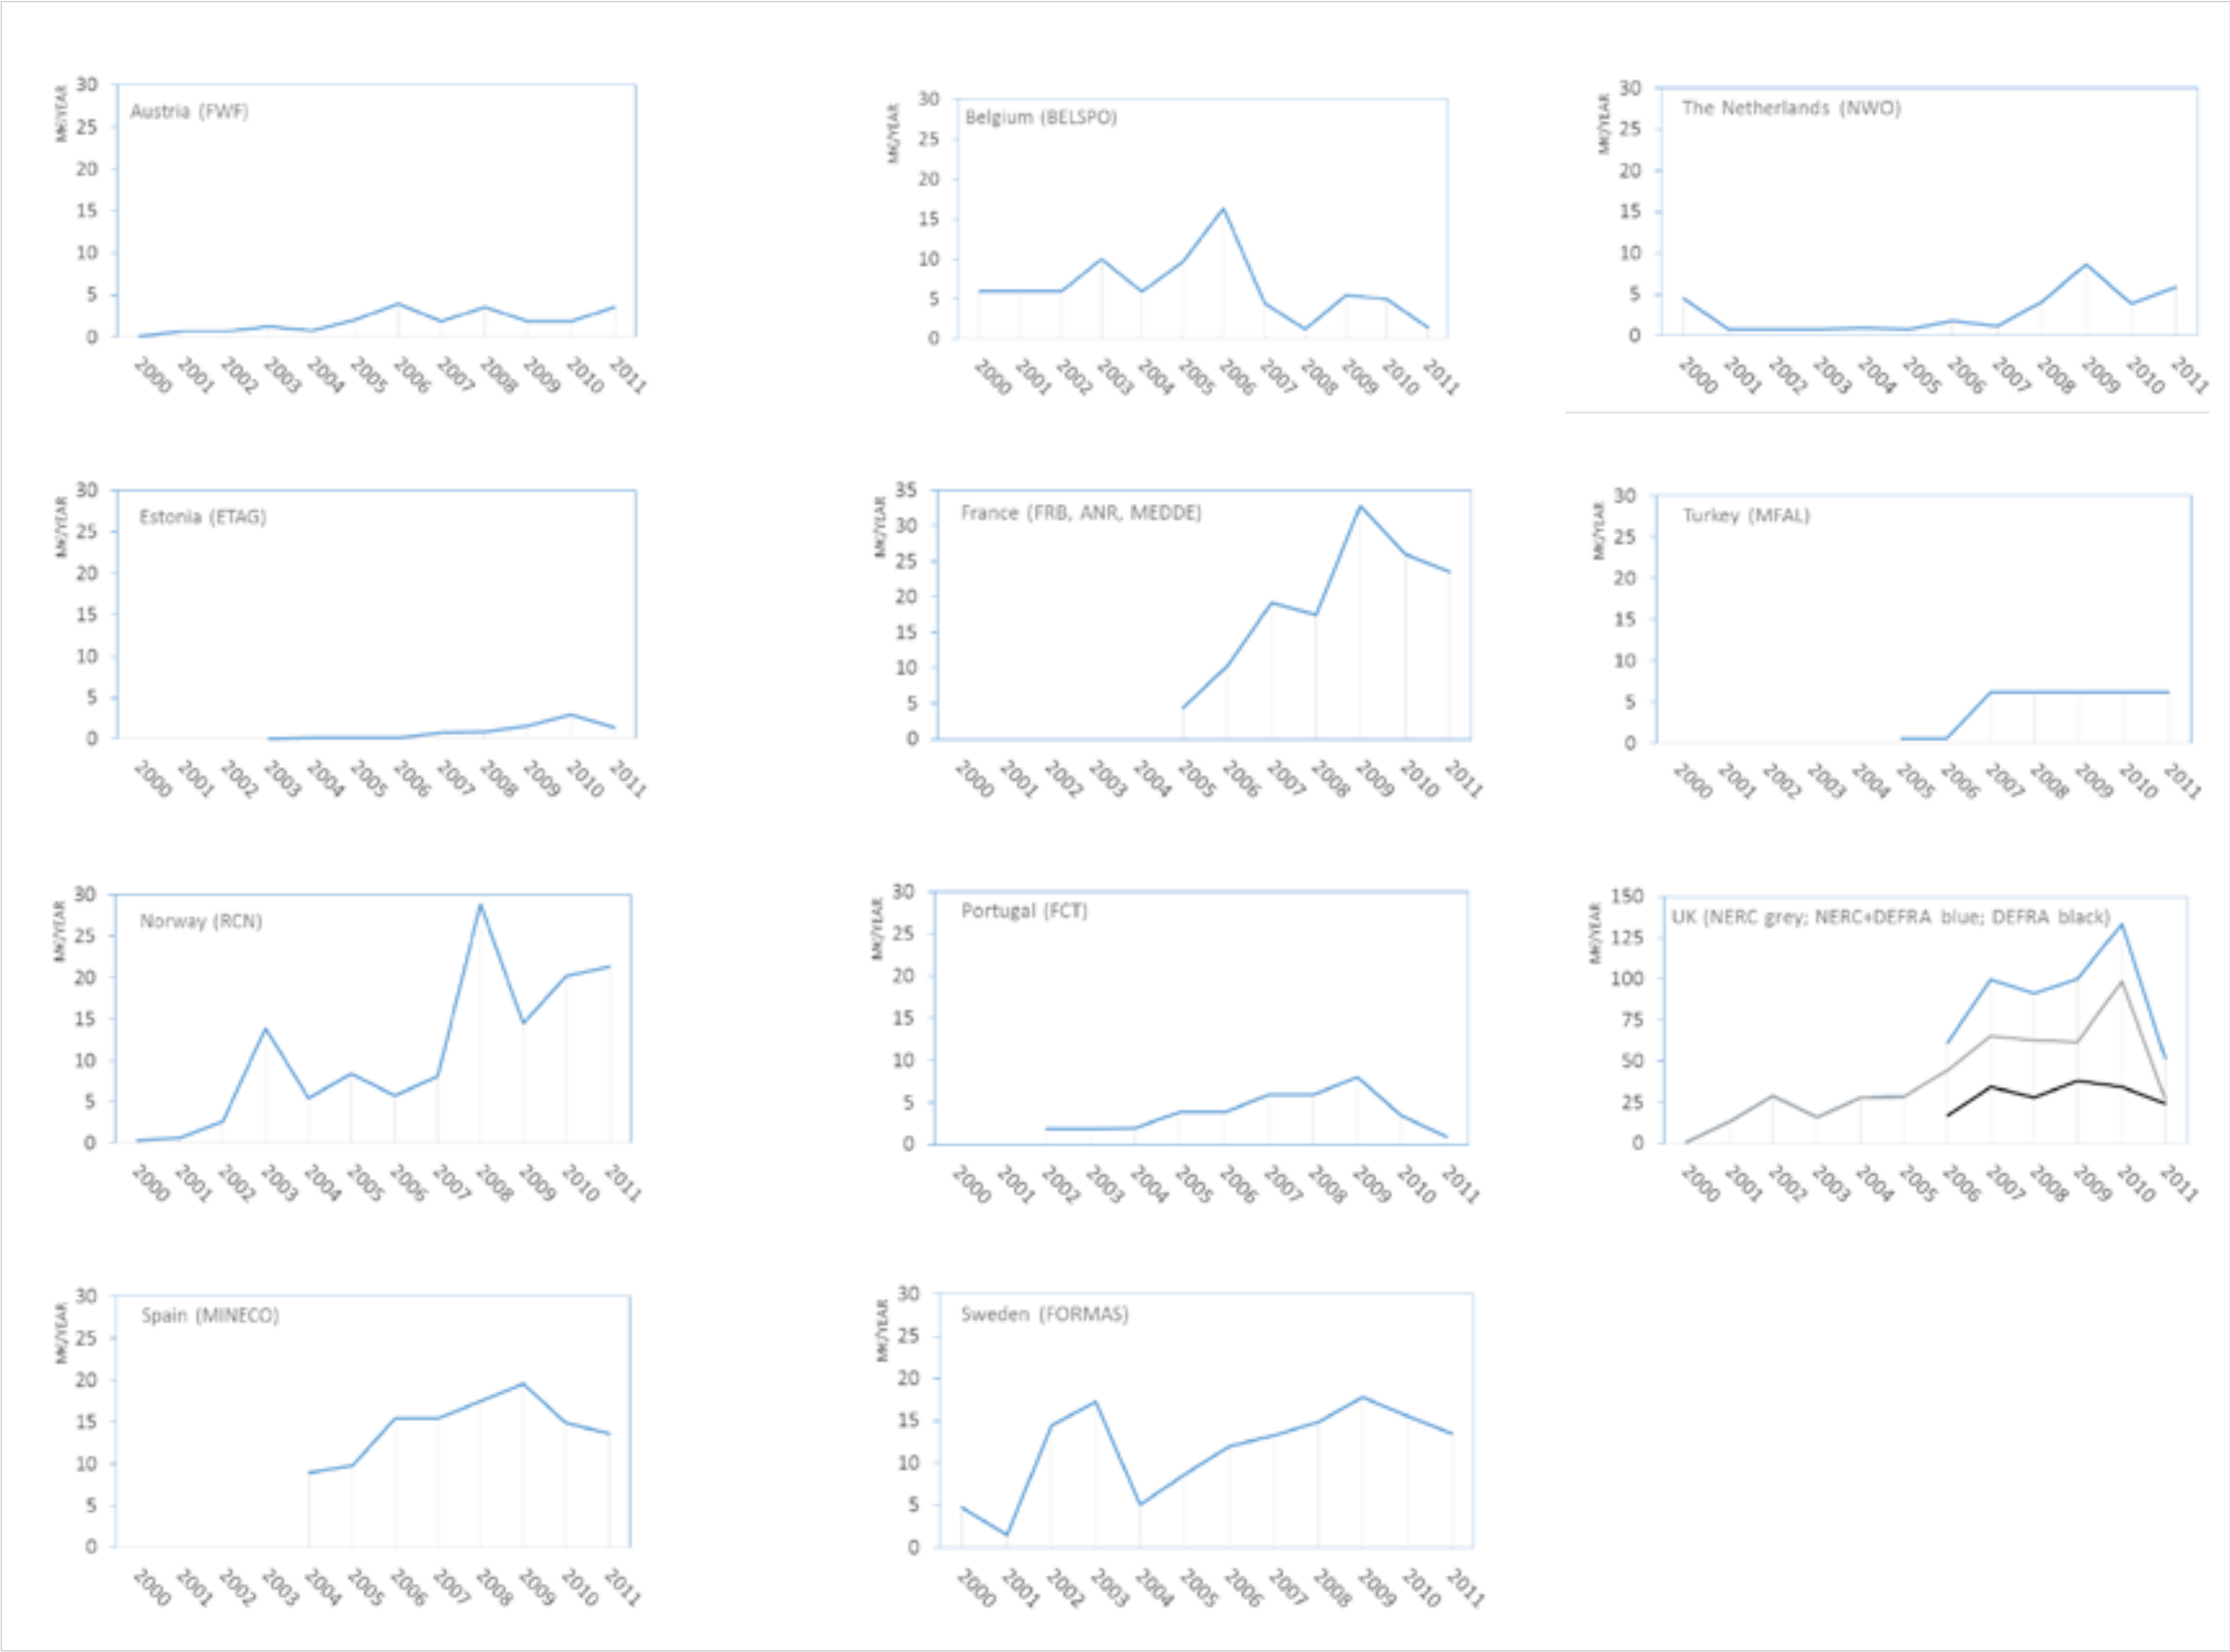 M€/YEAR
30
25
20
15
10
5
0
Austria (FWF)
2000 2001 2002 2003 2004 2005 2006 2007 2008 2009 2010 2011
M€/YEAR
30
25
20
15
10
5
0
Belgium (BELSPO)
2000 2001 2002 2003 2004 2005 2006 2007 2008 2009 2010 2011
M€/YEAR
30
25
20
15
10
5
0
The Netherlands (NWO)
2000 2001 2002 2003 2004 2005 2006 2007 2008 2009 2010 2011
M€/YEAR
30
25
20
15
10
5
0
Estonia (ETAG)
2000 2001 2002 2003 2004 2005 2006 2007 2008 2009 2010 2011
M€/YEAR
35
30
25
20
15
10
5
0
France (FRB, ANR, MEDDE)
2000 2001 2002 2003 2004 2005 2006 2007 2008 2009 2010 2011
M€/YEAR
30
25
20
15
10
5
0
Turkey (MFAL)
2000 2001 2002 2003 2004 2005 2006 2007 2008 2009 2010 2011
M€/YEAR
30
25
20
15
10
5
0
Norway (RCN)
2000 2001 2002 2003 2004 2005 2006 2007 2008 2009 2010 2011
M€/YEAR
30
25
20
15
10
5
0
Portugal (FCT)
2000 2001 2002 2003 2004 2005 2006 2007 2008 2009 2010 2011
M€/YEAR
150
125
100
75
50
25
0
UK (NERC grey; NERC+DEFRA blue; DEFRA black)
2000 2001 2002 2003 2004 2005 2006 2007 2008 2009 2010 2011
M€/YEAR
30
25
20
15
10
5
0
Spain (MINECO)
2000 2001 2002 2003 2004 2005 2006 2007 2008 2009 2010 2011
M€/YEAR
30
25
20
15
10
5
0
Sweden (FORMAS)
2000 2001 2002 2003 2004 2005 2006 2007 2008 2009 2010 2011